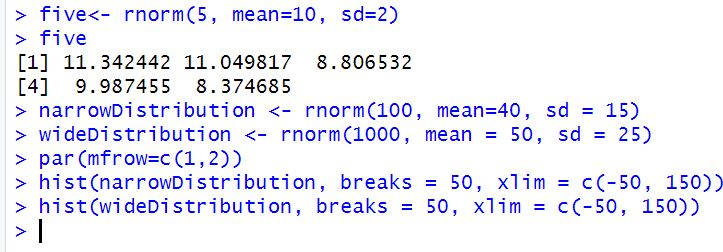 > five<- rnorm(5, mean=10, sd=2)
> five
[1] 11.342442 11.049817  8.806532
[4]  9.987455  8.374685
> narrowDistribution <- rnorm(100, mean=40, sd = 15)
> wideDistribution <- rnorm(1000, mean = 50, sd = 25)
> par(mfrow=c(1,2))
> hist(narrowDistribution, breaks = 50, xlim = c(-50, 150))
> hist(wideDistribution, breaks = 50, xlim = c(-50, 150))
>